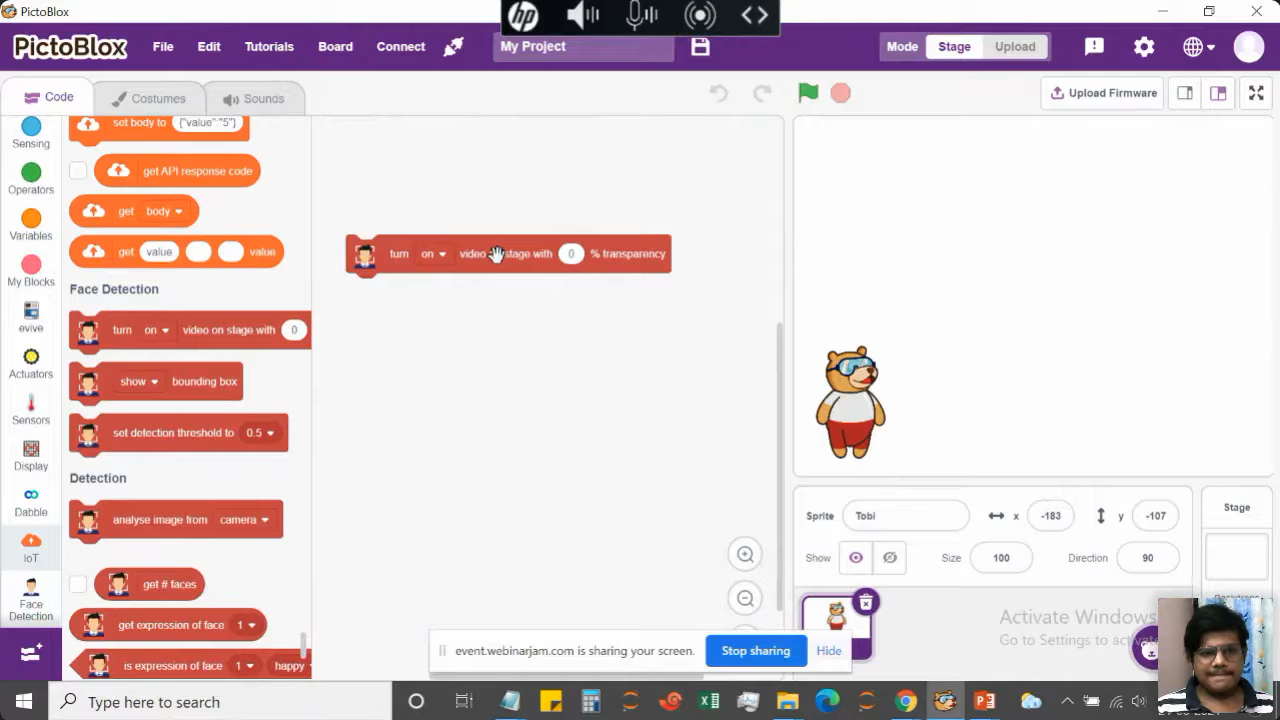 PictoBlox
hp
PictoBlox File Edit Tutorials Board Connect My Project Mode Stage Upload
Code Costumes Sounds Upload Firmware
Sensing
Operators
Variables
My Blocks
evive
Actuators
Sensors
Display
Dabble
IoT
Face
Detection
set body to {"value":"5"}
get API response code
get body
get value value
Face Detection
turn on video on stage with 0
show bounding box
set detection threshold to 0.5
Detection
analyse image from camera
get # faces
get expression of face 1
is expression of face 1 happy
turn on video stage with 0 % transparency
Sprite Tobi x -183 y -107
Show Size 100 Direction 90
Stage
Activate Windows
Go to Settings to activate
event.webinarjam.com is sharing your screen. Stop sharing Hide
Type here to search